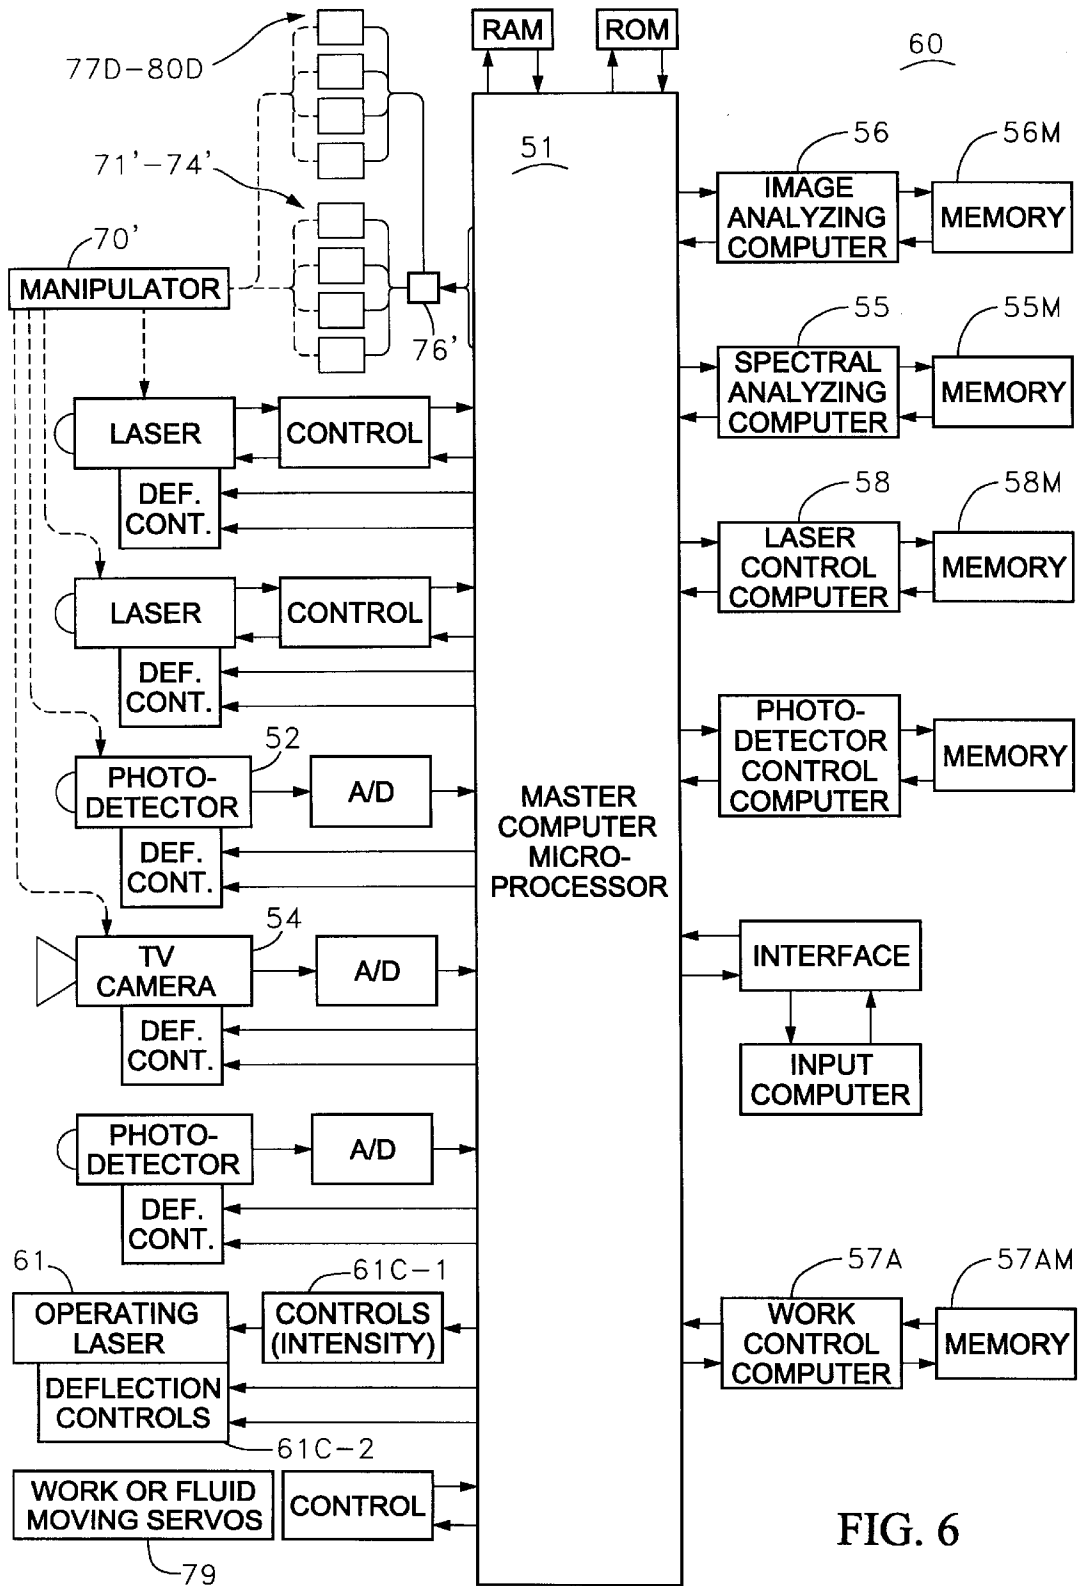 RAM
ROM
60
77D-80D
71'-74'
70'
MANIPULATOR
76'
51
MASTER
COMPUTER
MICRO-
PROCESSOR
56
IMAGE
ANALYZING
COMPUTER
56M
MEMORY
55
SPECTRAL
ANALYZING
COMPUTER
55M
MEMORY
58
LASER
CONTROL
COMPUTER
58M
MEMORY
PHOTO-
DETECTOR
CONTROL
COMPUTER
MEMORY
INTERFACE
INPUT
COMPUTER
57A
WORK
CONTROL
COMPUTER
57AM
MEMORY
LASER
CONTROL
DEF.
CONT.
LASER
CONTROL
DEF.
CONT.
52
PHOTO-
DETECTOR
A/D
DEF.
CONT.
54
TV
CAMERA
A/D
DEF.
CONT.
PHOTO-
DETECTOR
A/D
DEF.
CONT.
61
OPERATING
LASER
61C-1
CONTROLS
(INTENSITY)
DEFLECTION
CONTROLS
61C-2
WORK OR FLUID
MOVING SERVOS
CONTROL
79
FIG. 6